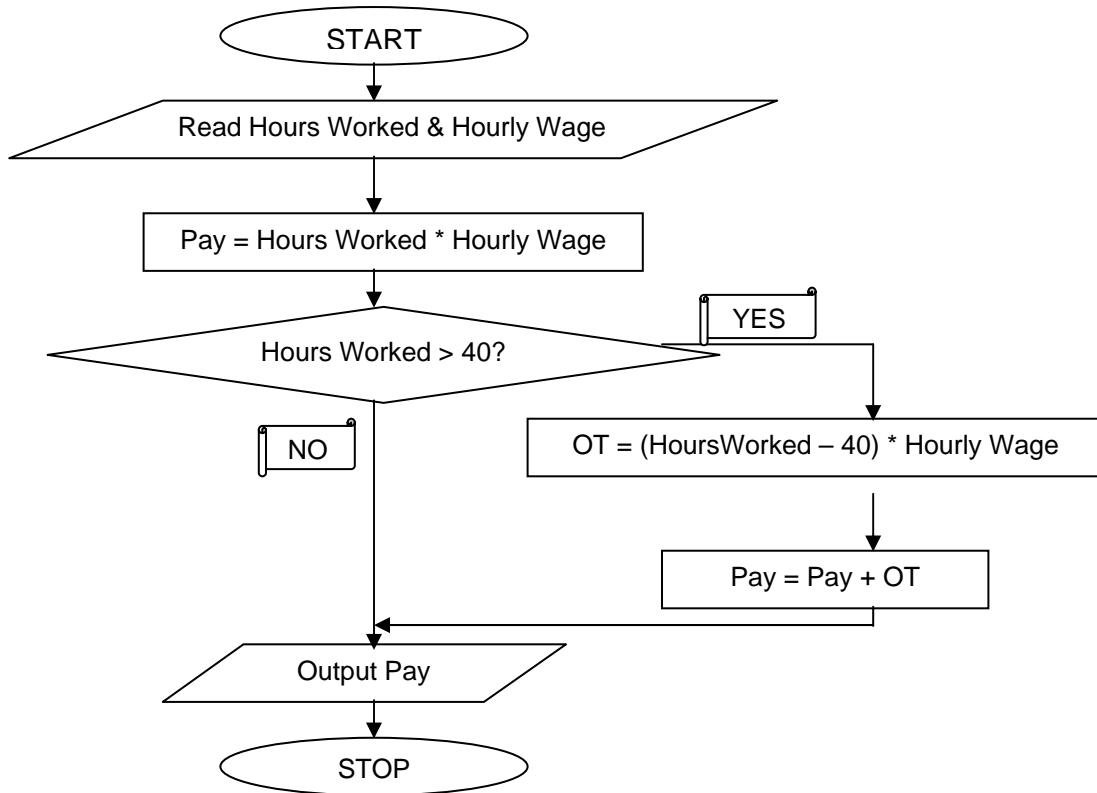 START
Read Hours Worked & Hourly Wage
Pay = Hours Worked * Hourly Wage
Hours Worked > 40?
YES
NO
OT = (HoursWorked – 40) * Hourly Wage
Pay = Pay + OT
Output Pay
STOP